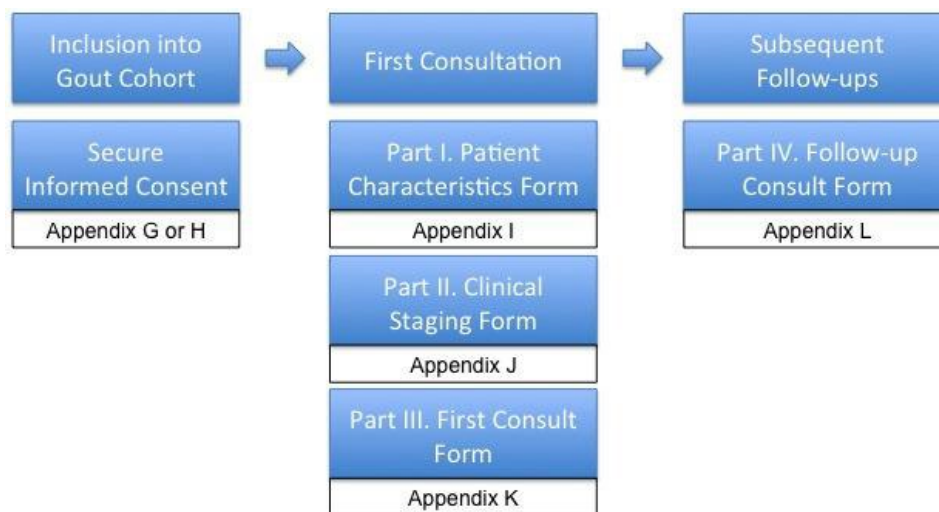 Inclusion into
Gout Cohort
Secure
Informed Consent
Appendix G or H
First Consultation
Part I. Patient
Characteristics Form
Appendix I
Part II. Clinical
Staging Form
Appendix J
Part III. First Consult
Form
Appendix K
Subsequent
Follow-ups
Part IV. Follow-up
Consult Form
Appendix L